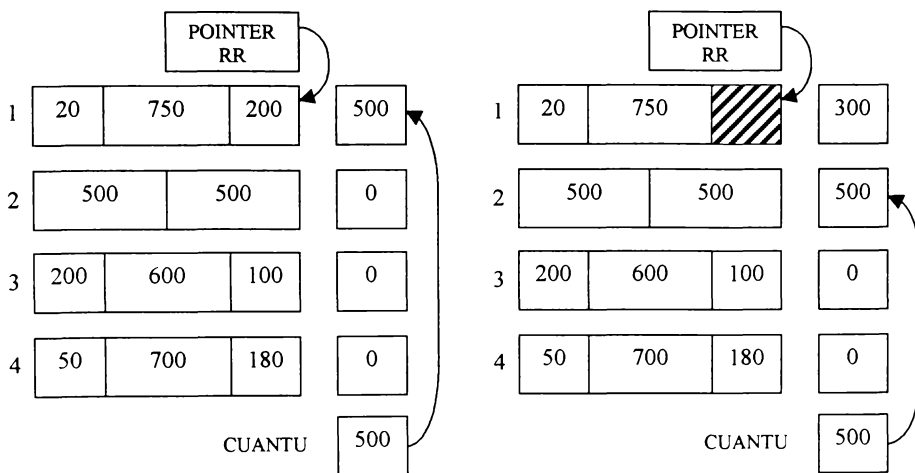 POINTER
RR
1 20 750 200 500
2 500 500 0
3 200 600 100 0
4 50 700 180 0
CUANTU 500
POINTER
RR
1 20 750 300
2 500 500 500
3 200 600 100 0
4 50 700 180 0
CUANTU 500